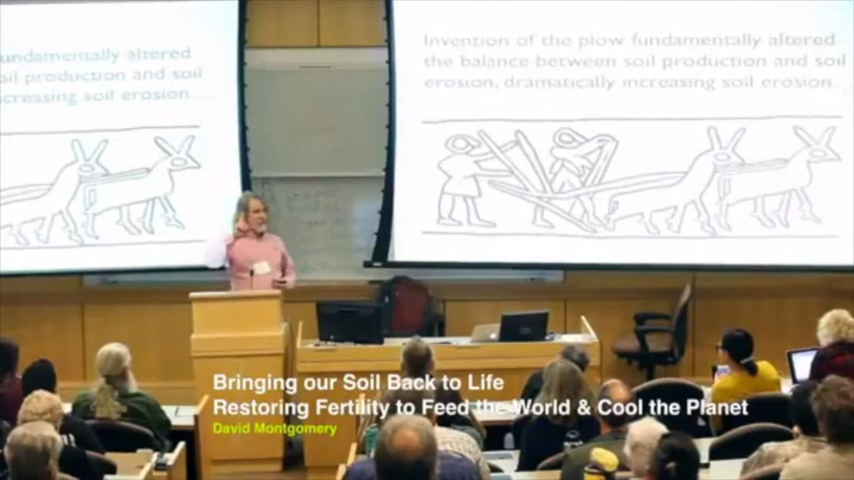 undamentally altered
oil production and soil
ncreasing soil erosion...
Invention of the plow fundamentally altered
the balance between soil production and soil
erosion, dramatically increasing soil erosion...
Bringing our Soil Back to Life
Restoring Fertility to Feed the World & Cool the Planet
David Montgomery